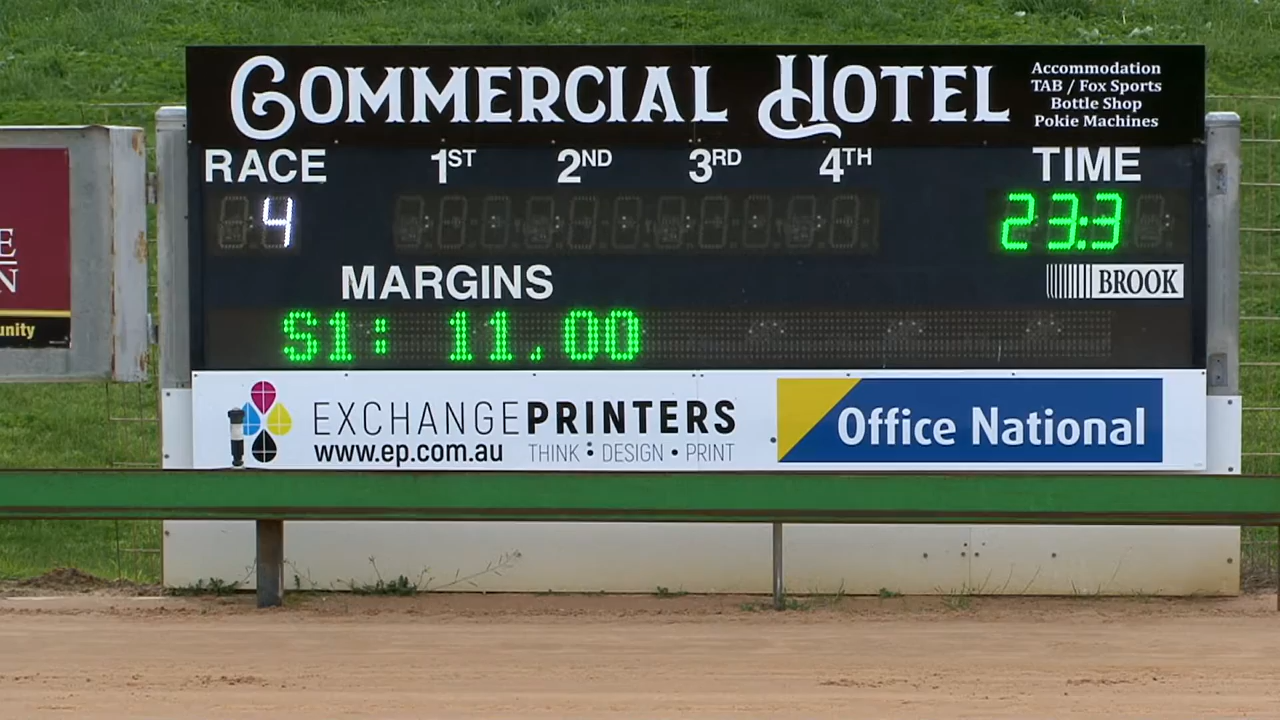 COMMERCIAL HOTEL
Accommodation
TAB / Fox Sports
Bottle Shop
Pokie Machines
RACE 1ST 2ND 3RD 4TH TIME
4 23:3
MARGINS
BROOK
S1: 11.00
EXCHANGEPRINTERS
www.ep.com.au THINK • DESIGN • PRINT
Office National
E
N
unity